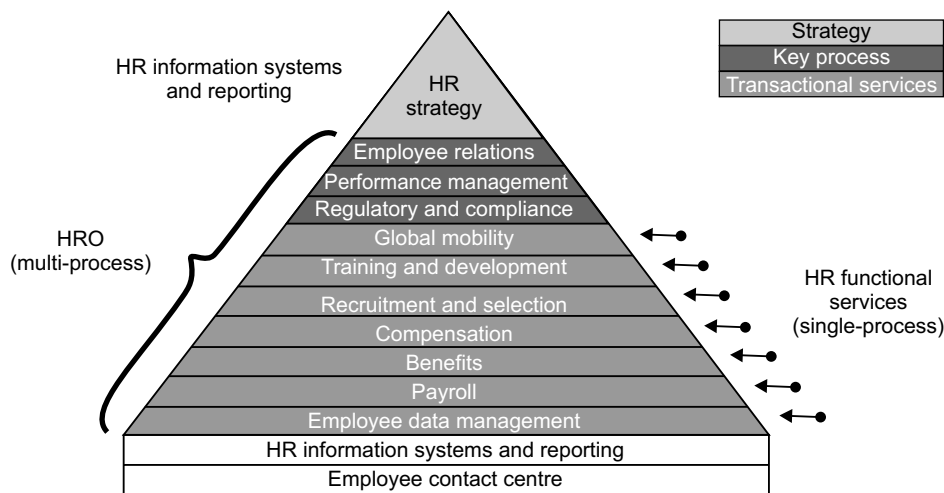 HR information systems
and reporting
HR
strategy
Strategy
Key process
Transactional services
Employee relations
Performance management
Regulatory and compliance
Global mobility
Training and development
Recruitment and selection
Compensation
Benefits
Payroll
Employee data management
HR information systems and reporting
Employee contact centre
HRO
(multi-process)
HR functional
services
(single-process)